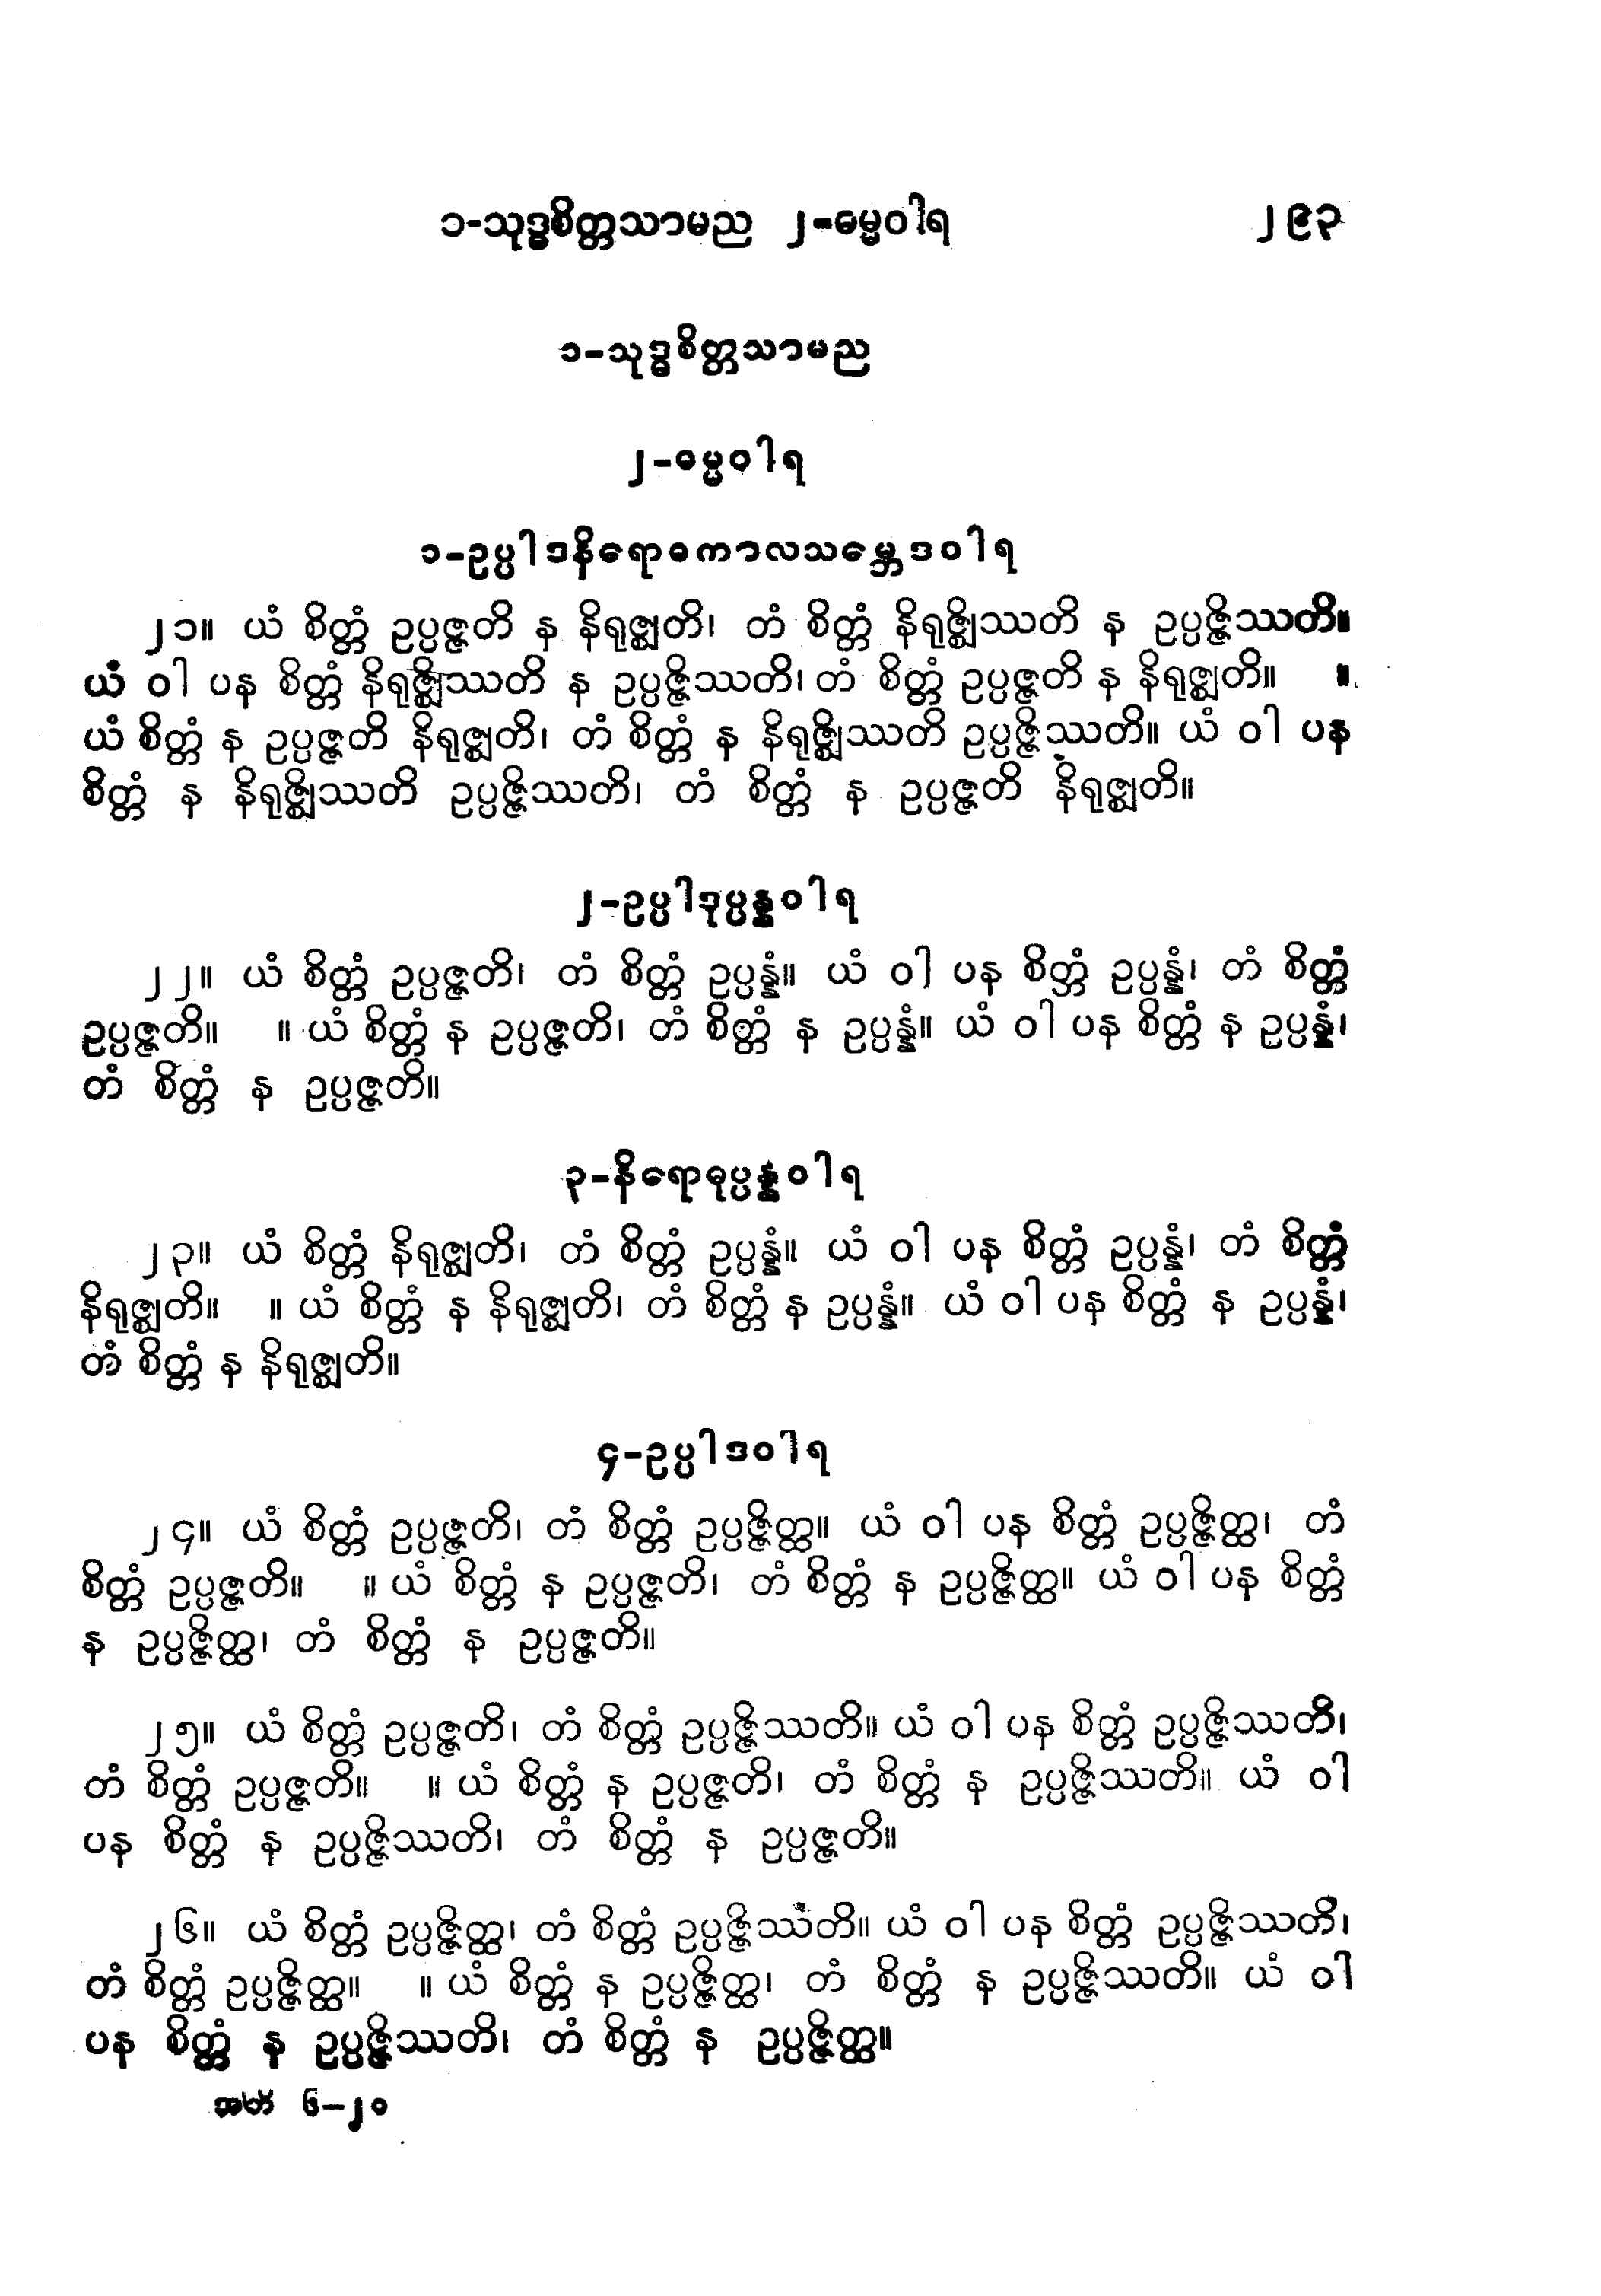 ၁-သုဒ္ဓစိတ္တသာမည ၂-ဓမ္မဝါရ ၂၉၃
၁-သုဒ္ဓစိတ္တသာမည
၂-ဓမ္မဝါရ
၁-ဥပ္ပါဒနိရောဓကာလသမ္ဘေဒဝါရ
၂၁။ ယံ စိတ္တံ ဥပ္ပဇ္ဇတိ န နိရုဇ္ဈတိ၊ တံ စိတ္တံ နိရုဇ္ဈိဿတိ န ဥပ္ပဇ္ဇိဿတိ။
ယံ ဝါ ပန စိတ္တံ နိရုဇ္ဈိဿတိ န ဥပ္ပဇ္ဇိဿတိ၊ တံ စိတ္တံ ဥပ္ပဇ္ဇတိ န နိရုဇ္ဈတိ။ ။
ယံ စိတ္တံ န ဥပ္ပဇ္ဇတိ နိရုဇ္ဈတိ၊ တံ စိတ္တံ န နိရုဇ္ဈိဿတိ ဥပ္ပဇ္ဇိဿတိ။ ယံ ဝါ ပန
စိတ္တံ န နိရုဇ္ဈိဿတိ ဥပ္ပဇ္ဇိဿတိ၊ တံ စိတ္တံ န ဥပ္ပဇ္ဇတိ နိရုဇ္ဈတိ။
၂-ဥပ္ပါဒုပ္ပန္နဝါရ
၂၂။ ယံ စိတ္တံ ဥပ္ပဇ္ဇတိ၊ တံ စိတ္တံ ဥပ္ပန္နံ။ ယံ ဝါ ပန စိတ္တံ ဥပ္ပန္နံ၊ တံ စိတ္တံ
ဥပ္ပဇ္ဇတိ။ ။ ယံ စိတ္တံ န ဥပ္ပဇ္ဇတိ၊ တံ စိတ္တံ န ဥပ္ပန္နံ။ ယံ ဝါ ပန စိတ္တံ န ဥပ္ပန္နံ၊
တံ စိတ္တံ န ဥပ္ပဇ္ဇတိ။
၃-နိရောဓုပ္ပန္နဝါရ
၂၃။ ယံ စိတ္တံ နိရုဇ္ဈတိ၊ တံ စိတ္တံ ဥပ္ပန္နံ။ ယံ ဝါ ပန စိတ္တံ ဥပ္ပန္နံ၊ တံ စိတ္တံ
နိရုဇ္ဈတိ။ ။ ယံ စိတ္တံ န နိရုဇ္ဈတိ၊ တံ စိတ္တံ န ဥပ္ပန္နံ။ ယံ ဝါ ပန စိတ္တံ န ဥပ္ပန္နံ၊
တံ စိတ္တံ န နိရုဇ္ဈတိ။
၄-ဥပ္ပါဒဝါရ
၂၄။ ယံ စိတ္တံ ဥပ္ပဇ္ဇတိ၊ တံ စိတ္တံ ဥပ္ပဇ္ဇိတ္ထ။ ယံ ဝါ ပန စိတ္တံ ဥပ္ပဇ္ဇိတ္ထ၊ တံ
စိတ္တံ ဥပ္ပဇ္ဇတိ။ ။ ယံ စိတ္တံ န ဥပ္ပဇ္ဇတိ၊ တံ စိတ္တံ န ဥပ္ပဇ္ဇိတ္ထ။ ယံ ဝါ ပန စိတ္တံ
န ဥပ္ပဇ္ဇိတ္ထ၊ တံ စိတ္တံ န ဥပ္ပဇ္ဇတိ။
၂၅။ ယံ စိတ္တံ ဥပ္ပဇ္ဇတိ၊ တံ စိတ္တံ ဥပ္ပဇ္ဇိဿတိ။ ယံ ဝါ ပန စိတ္တံ ဥပ္ပဇ္ဇိဿတိ၊
တံ စိတ္တံ ဥပ္ပဇ္ဇတိ။ ။ ယံ စိတ္တံ န ဥပ္ပဇ္ဇတိ၊ တံ စိတ္တံ န ဥပ္ပဇ္ဇိဿတိ။ ယံ ဝါ
ပန စိတ္တံ န ဥပ္ပဇ္ဇိဿတိ၊ တံ စိတ္တံ န ဥပ္ပဇ္ဇတိ။
၂၆။ ယံ စိတ္တံ ဥပ္ပဇ္ဇိတ္ထ၊ တံ စိတ္တံ ဥပ္ပဇ္ဇိဿတိ။ ယံ ဝါ ပန စိတ္တံ ဥပ္ပဇ္ဇိဿတိ၊
တံ စိတ္တံ ဥပ္ပဇ္ဇိတ္ထ။ ။ ယံ စိတ္တံ န ဥပ္ပဇ္ဇိတ္ထ၊ တံ စိတ္တံ န ဥပ္ပဇ္ဇိဿတိ။ ယံ ဝါ
ပန စိတ္တံ န ဥပ္ပဇ္ဇိဿတိ၊ တံ စိတ္တံ န ဥပ္ပဇ္ဇိတ္ထ။
၆-၂၀